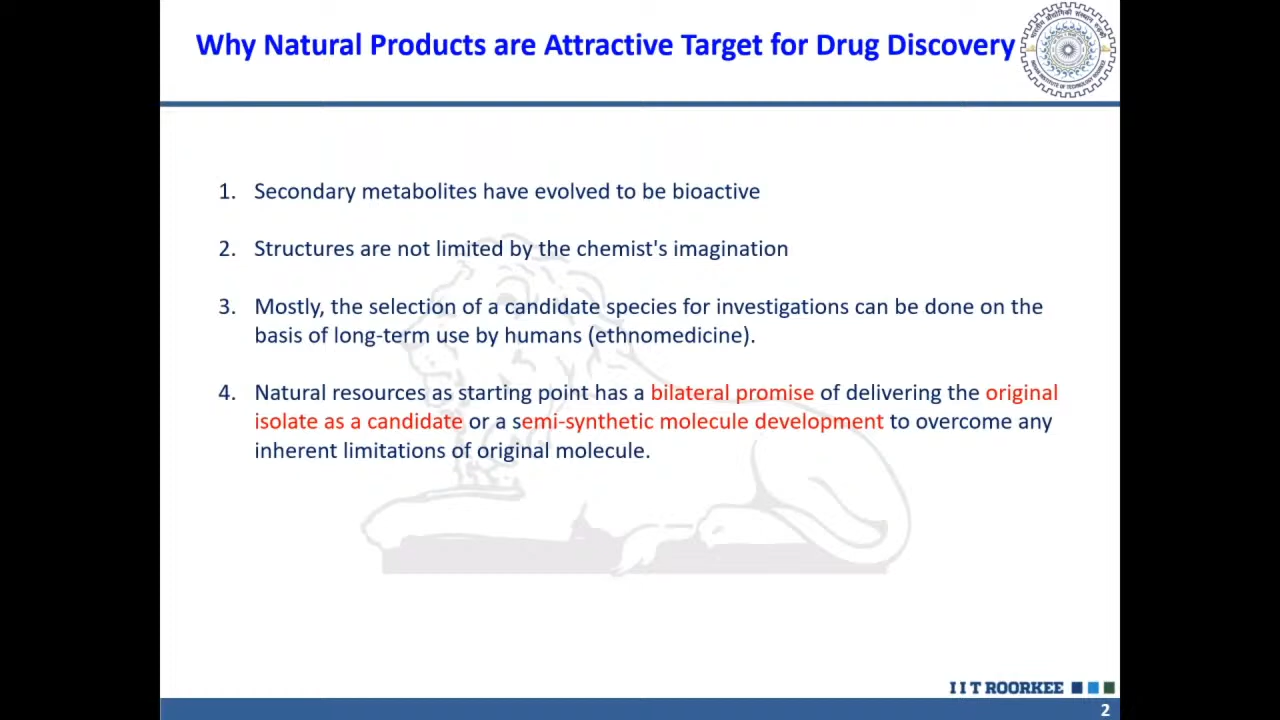 Why Natural Products are Attractive Target for Drug Discovery
1. Secondary metabolites have evolved to be bioactive
2. Structures are not limited by the chemist's imagination
3. Mostly, the selection of a candidate species for investigations can be done on the
basis of long-term use by humans (ethnomedicine).
4. Natural resources as starting point has a bilateral promise of delivering the original
isolate as a candidate or a semi-synthetic molecule development to overcome any
inherent limitations of original molecule.
IIT ROORKEE
2